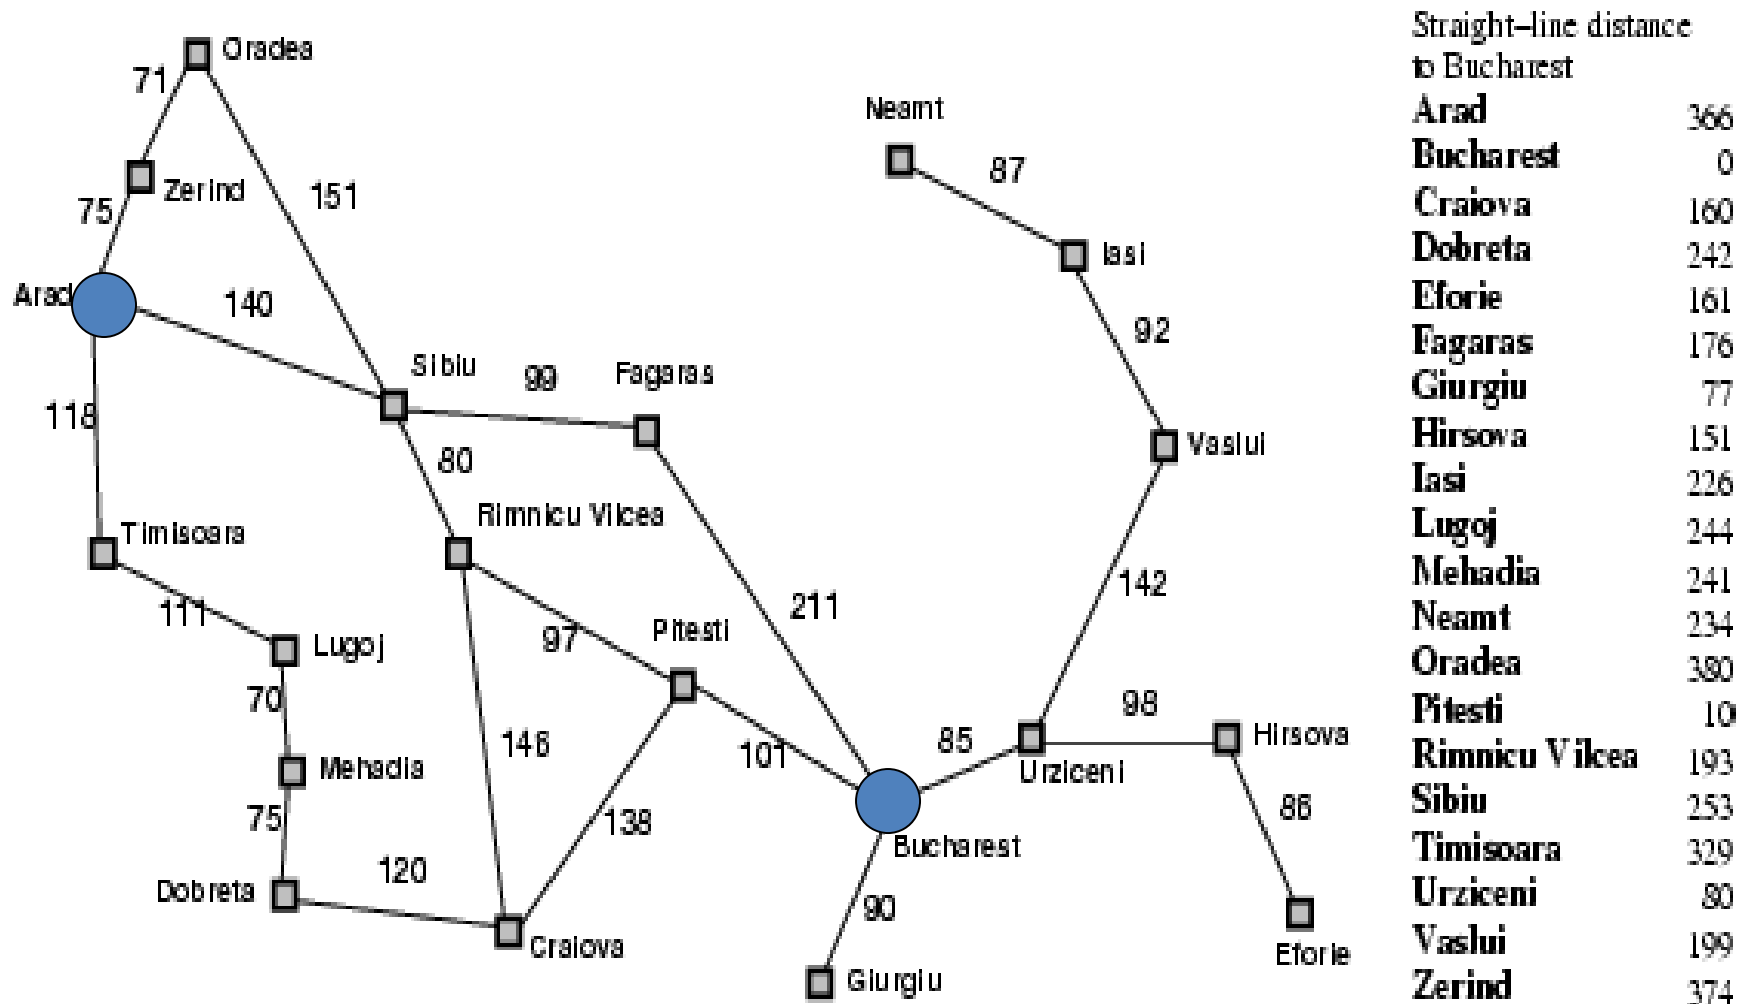 Oradea
71
Neamt
87
Zerind
151
75
Iasi
Arad
140
92
Sibiu
99
Fagaras
118
80
Vaslui
Rimnicu Vilcea
Timisoara
142
111
211
97
Pitesti
Lugoj
70
98
Hirsova
146
101
85
Mehadia
Urziceni
75
138
86
Bucharest
120
Dobreta
90
Craiova
Eforie
Giurgiu
Straight–line distance
to Bucharest
Arad 366
Bucharest 0
Craiova 160
Dobreta 242
Eforie 161
Fagaras 176
Giurgiu 77
Hirsova 151
Iasi 226
Lugoj 244
Mehadia 241
Neamt 234
Oradea 380
Pitesti 10
Rimnicu Vilcea 193
Sibiu 253
Timisoara 329
Urziceni 80
Vaslui 199
Zerind 374